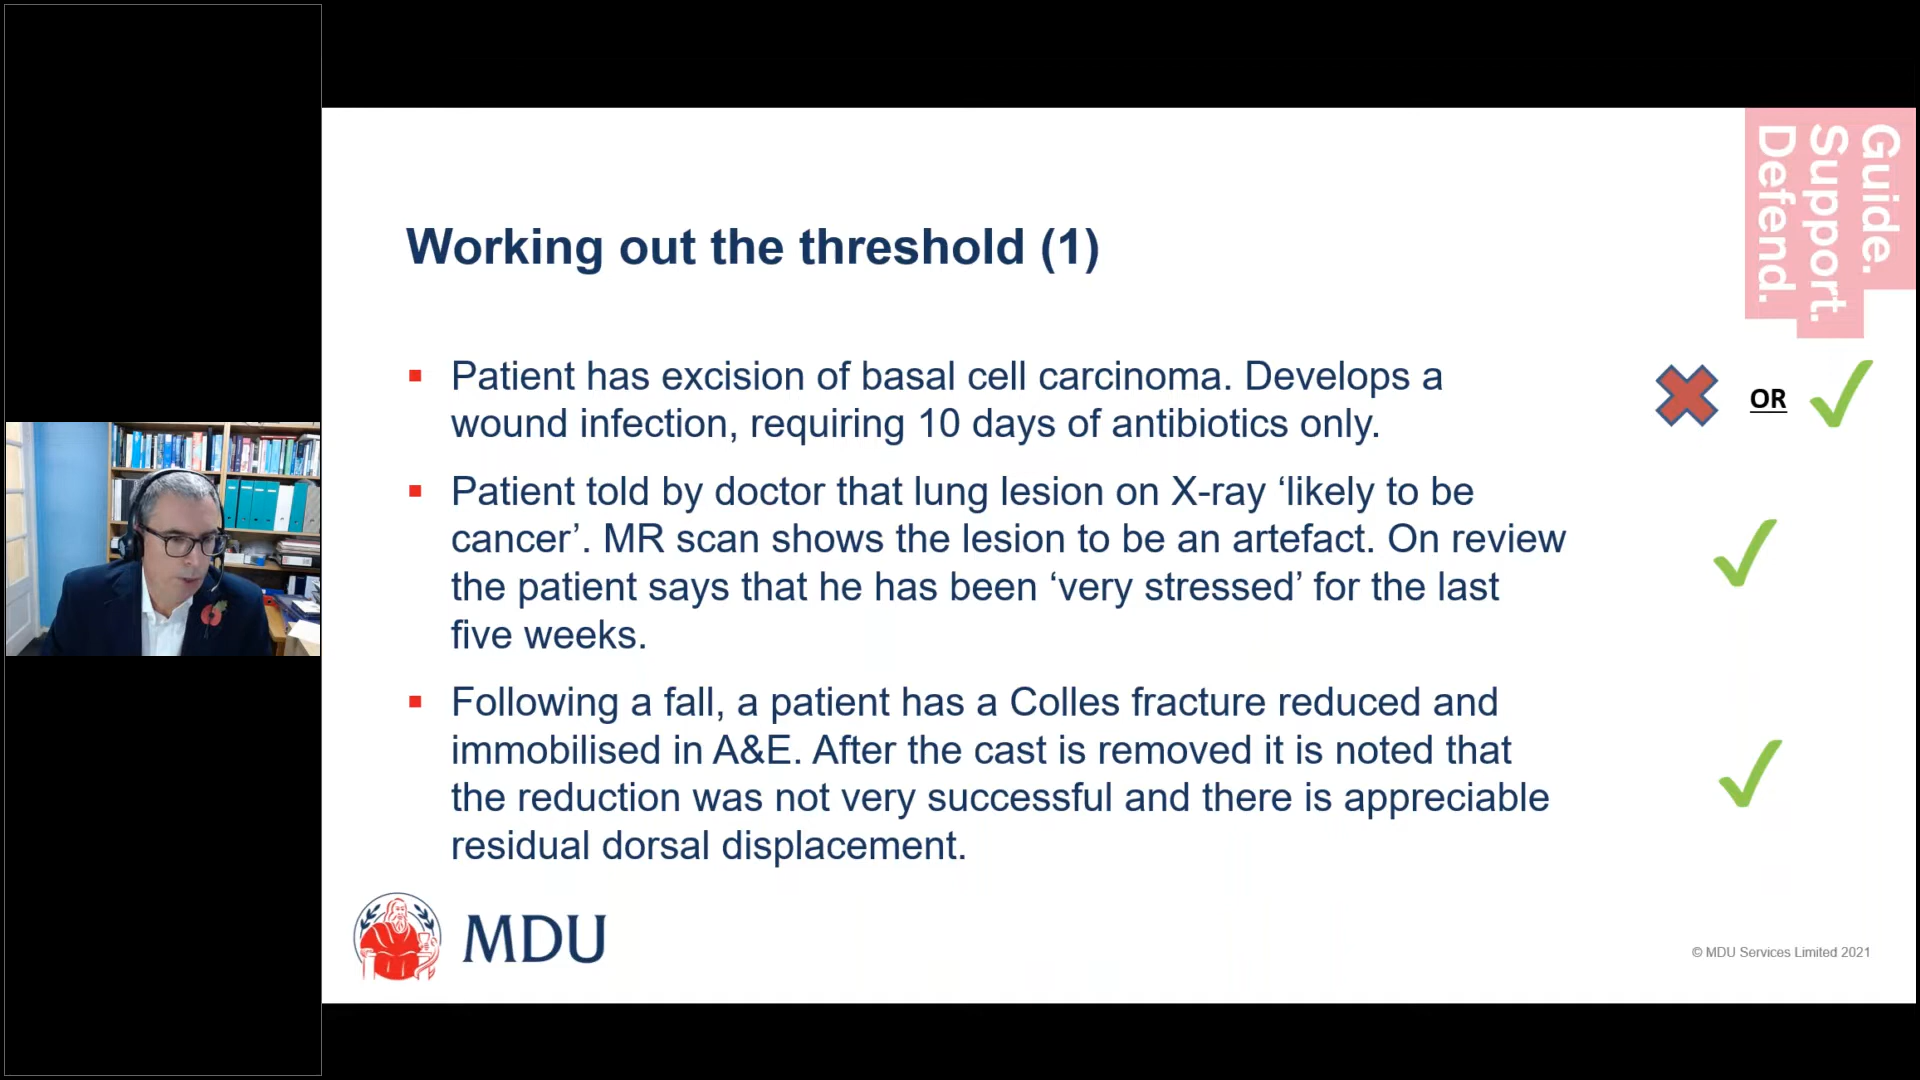 Guide.
Support.
Defend.
Working out the threshold (1)
▪ Patient has excision of basal cell carcinoma. Develops a
wound infection, requiring 10 days of antibiotics only.
OR
▪ Patient told by doctor that lung lesion on X-ray ‘likely to be
cancer’. MR scan shows the lesion to be an artefact. On review
the patient says that he has been ‘very stressed’ for the last
five weeks.
▪ Following a fall, a patient has a Colles fracture reduced and
immobilised in A&E. After the cast is removed it is noted that
the reduction was not very successful and there is appreciable
residual dorsal displacement.
MDU
© MDU Services Limited 2021